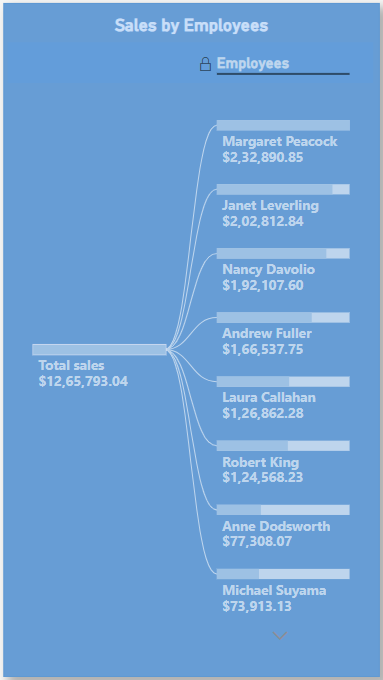 Sales by Employees
Employees
Margaret Peacock
$2,32,890.85
Janet Leverling
$2,02,812.84
Nancy Davolio
$1,92,107.60
Andrew Fuller
$1,66,537.75
Total sales
$12,65,793.04
Laura Callahan
$1,26,862.28
Robert King
$1,24,568.23
Anne Dodsworth
$77,308.07
Michael Suyama
$73,913.13